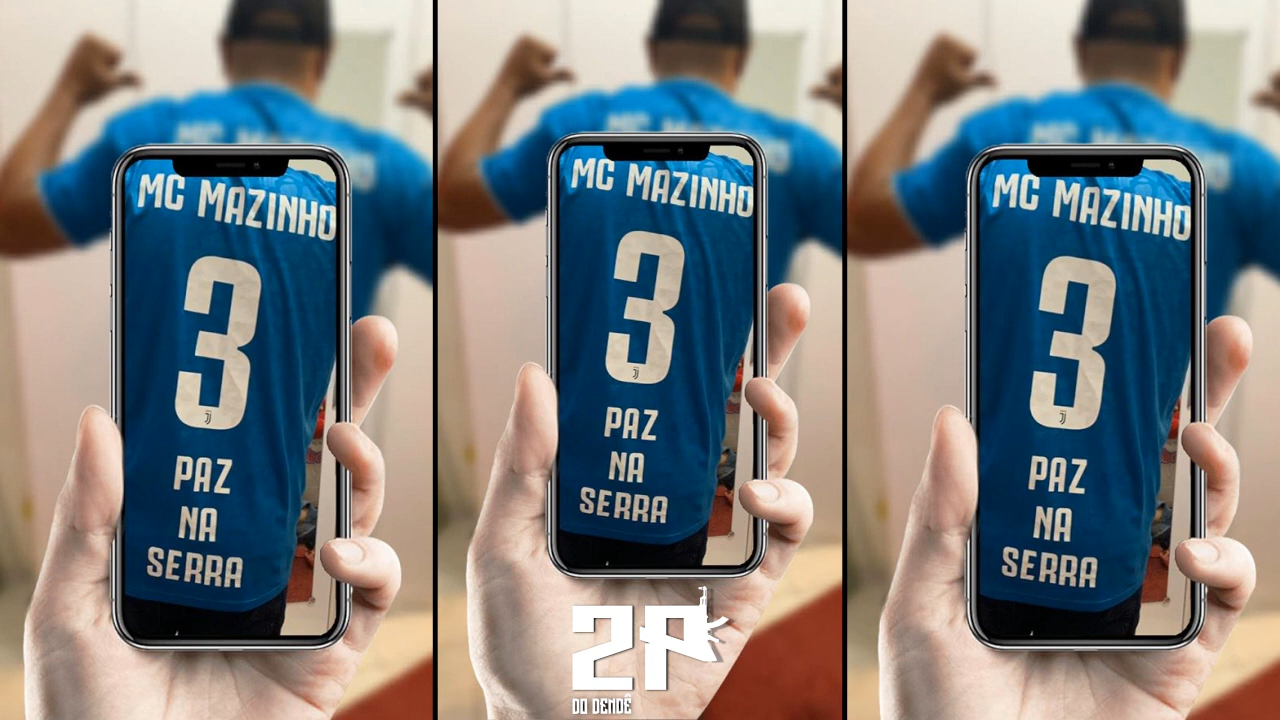 MC MAZINHO
3
PAZ
NA
SERRA
MC MAZINHO
3
PAZ
NA
SERRA
2P
DO DENDÊ
MC MAZINHO
3
PAZ
NA
SERRA